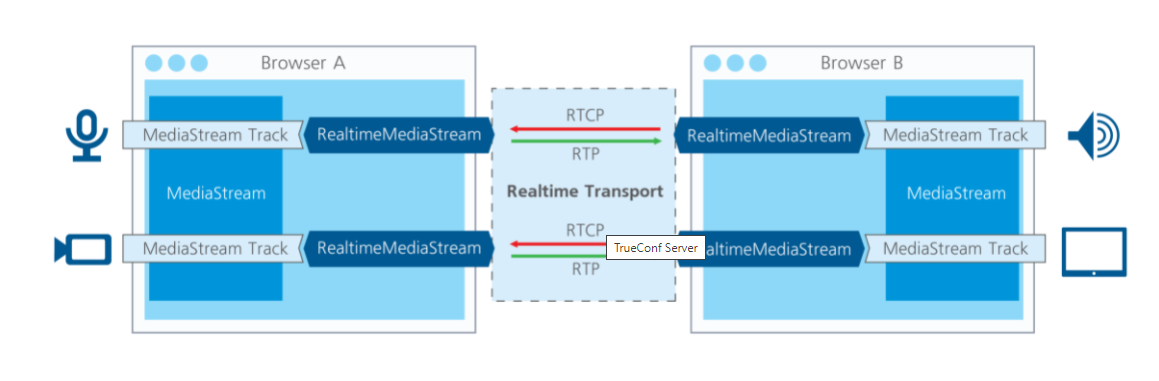 Browser A
Browser B
RTCP
MediaStream Track
RealtimeMediaStream
RealtimeMediaStream
MediaStream Track
RTP
MediaStream
Realtime Transport
MediaStream
RTCP
MediaStream Track
RealtimeMediaStream
TrueConf Server
altimeMediaStream
MediaStream Track
RTP